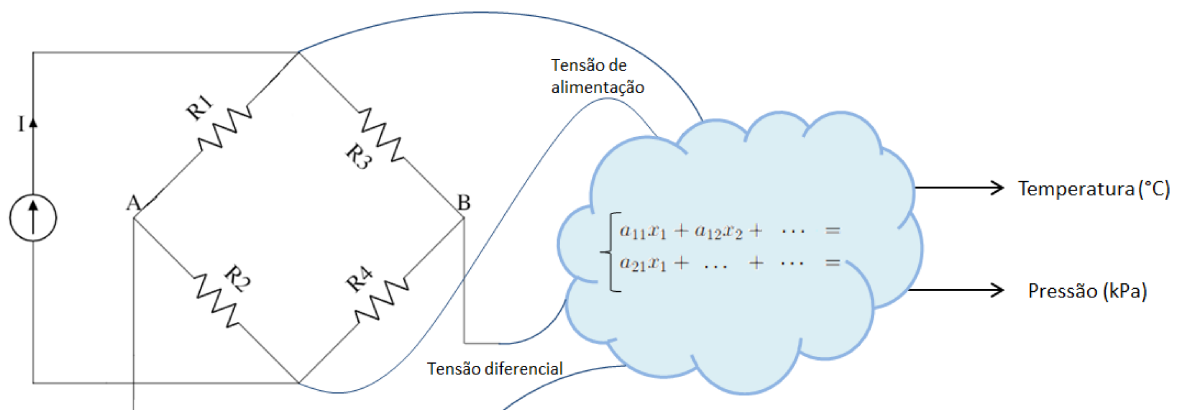 Tensão de
alimentação
I
R1
R3
A
B
R2
R4
a₁₁x₁ + a₁₂x₂ + ⋯ =
a₂₁x₁ + … + ⋯ =
Temperatura (°C)
Pressão (kPa)
Tensão diferencial